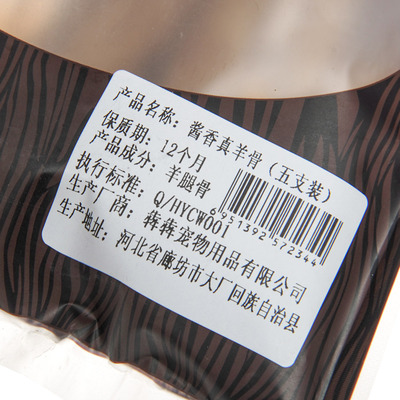 产品名称：酱香真羊骨（五支装）
保质期：12个月
产品成分：羊腿骨
执行标准：Q/HYCW001
生产厂商：犇犇宠物用品有限公司
生产地址：河北省廊坊市大厂回族自治县
6951392572344